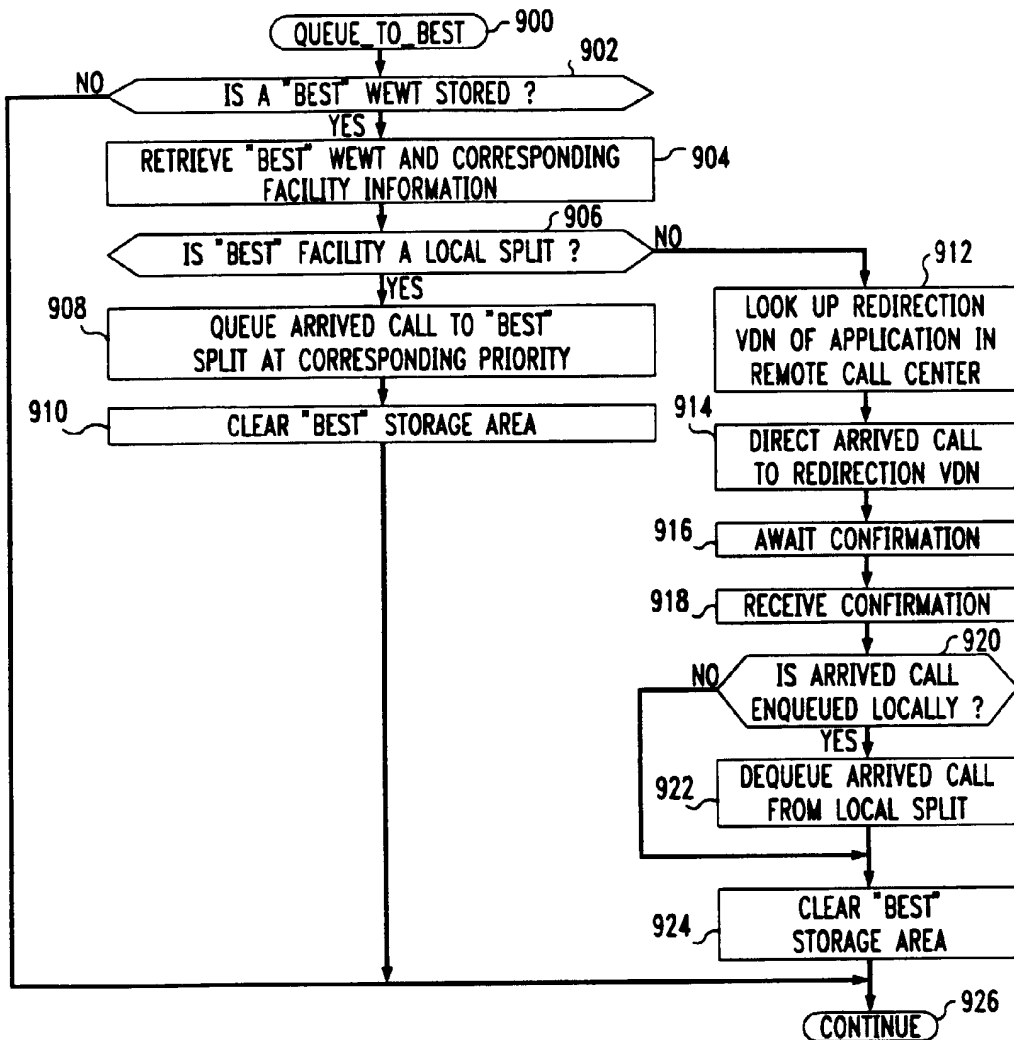 QUEUE_TO_BEST
900
902
NO
IS A "BEST" WEWT STORED ?
YES
RETRIEVE "BEST" WEWT AND CORRESPONDING
FACILITY INFORMATION
904
906
IS "BEST" FACILITY A LOCAL SPLIT ?
NO
YES
908
QUEUE ARRIVED CALL TO "BEST"
SPLIT AT CORRESPONDING PRIORITY
910
CLEAR "BEST" STORAGE AREA
912
LOOK UP REDIRECTION
VDN OF APPLICATION IN
REMOTE CALL CENTER
914
DIRECT ARRIVED CALL
TO REDIRECTION VDN
916
AWAIT CONFIRMATION
918
RECEIVE CONFIRMATION
920
NO
IS ARRIVED CALL
ENQUEUED LOCALLY ?
YES
922
DEQUEUE ARRIVED CALL
FROM LOCAL SPLIT
924
CLEAR "BEST"
STORAGE AREA
CONTINUE
926